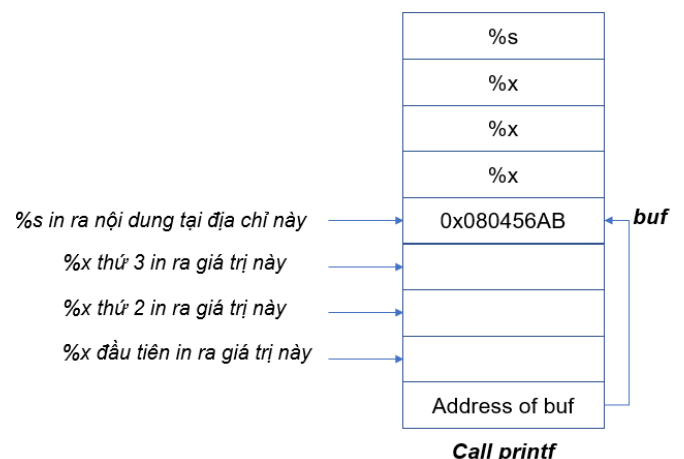 %s
%x
%x
%x
%s in ra nội dung tại địa chỉ này
0x080456AB
buf
%x thứ 3 in ra giá trị này
%x thứ 2 in ra giá trị này
%x đầu tiên in ra giá trị này
Address of buf
Call printf